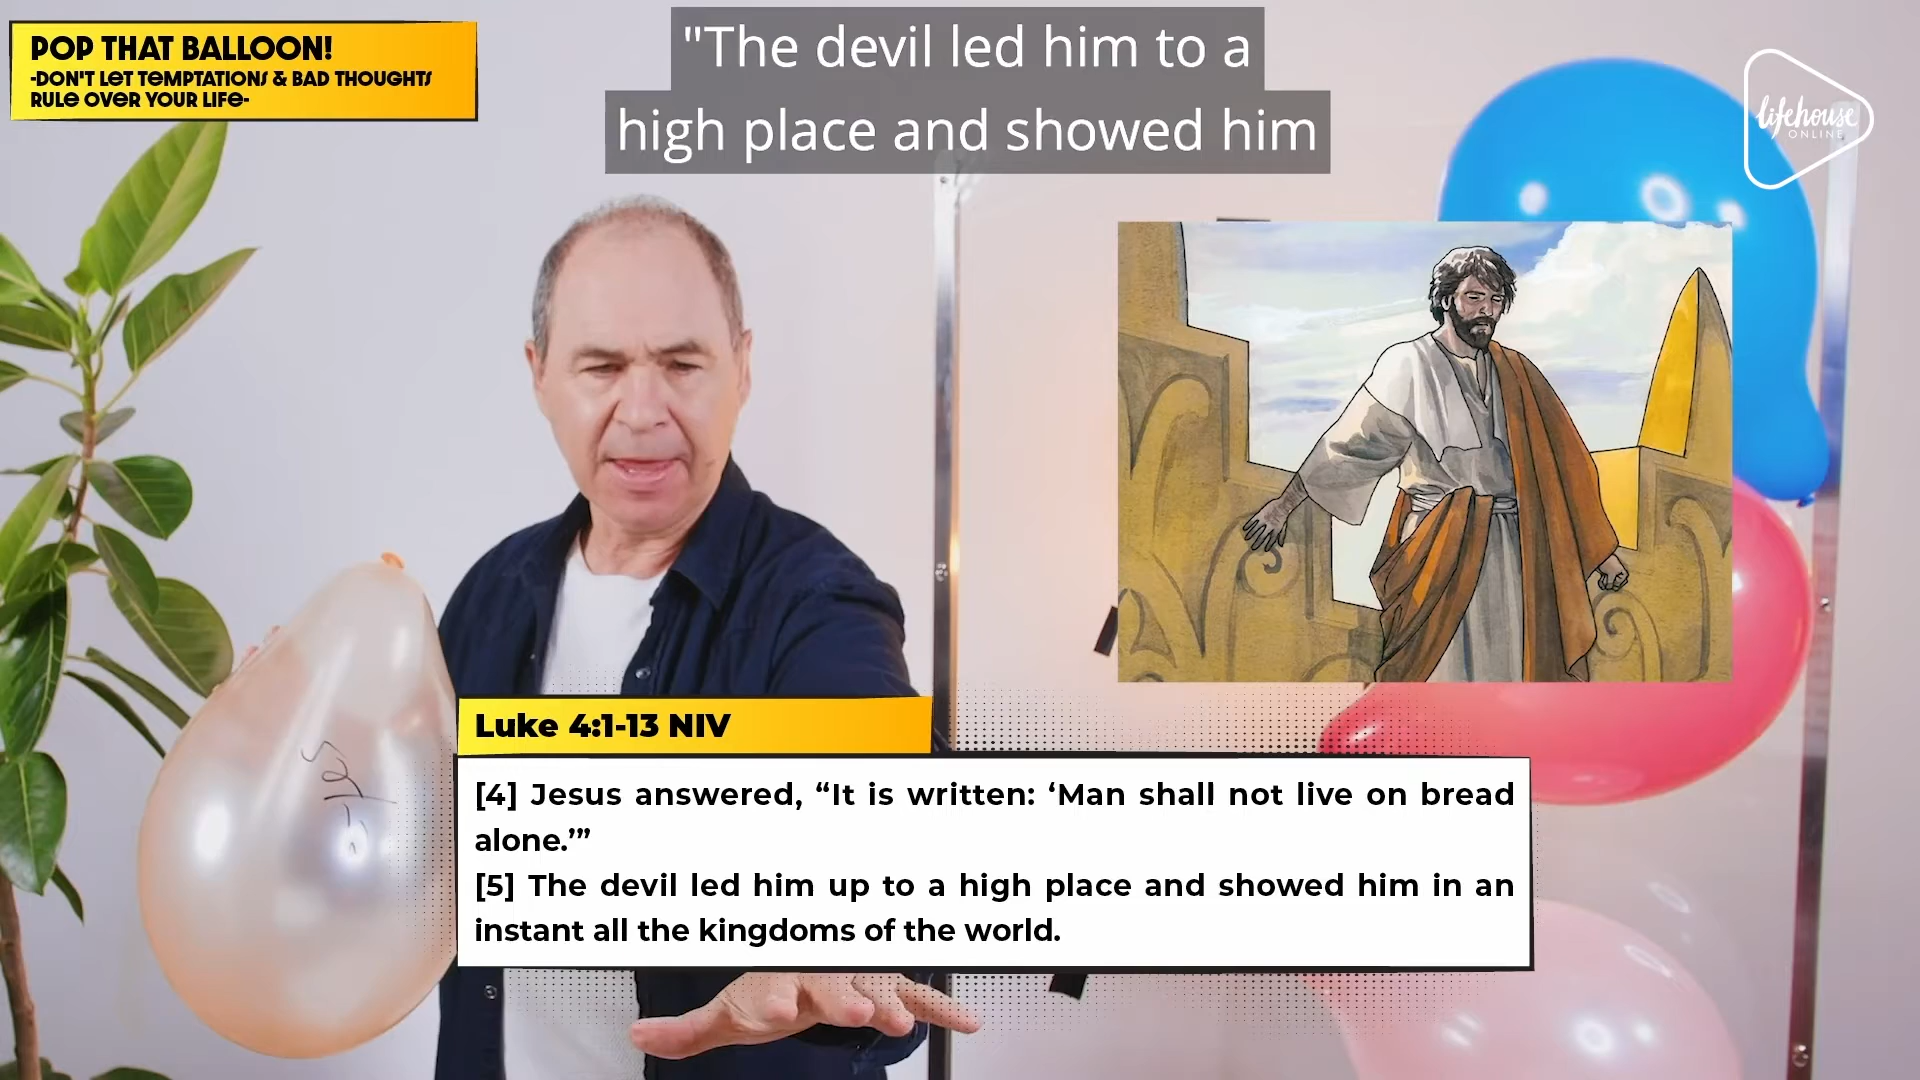 POP THAT BALLOON!
-DON'T LET TEMPTATIONS & BAD THOUGHTS
RULE OVER YOUR LIFE-
"The devil led him to a
high place and showed him
lifehouse
ONLINE
Luke 4:1-13 NIV
[4] Jesus answered, “It is written: ‘Man shall not live on bread
alone.’”
[5] The devil led him up to a high place and showed him in an
instant all the kingdoms of the world.